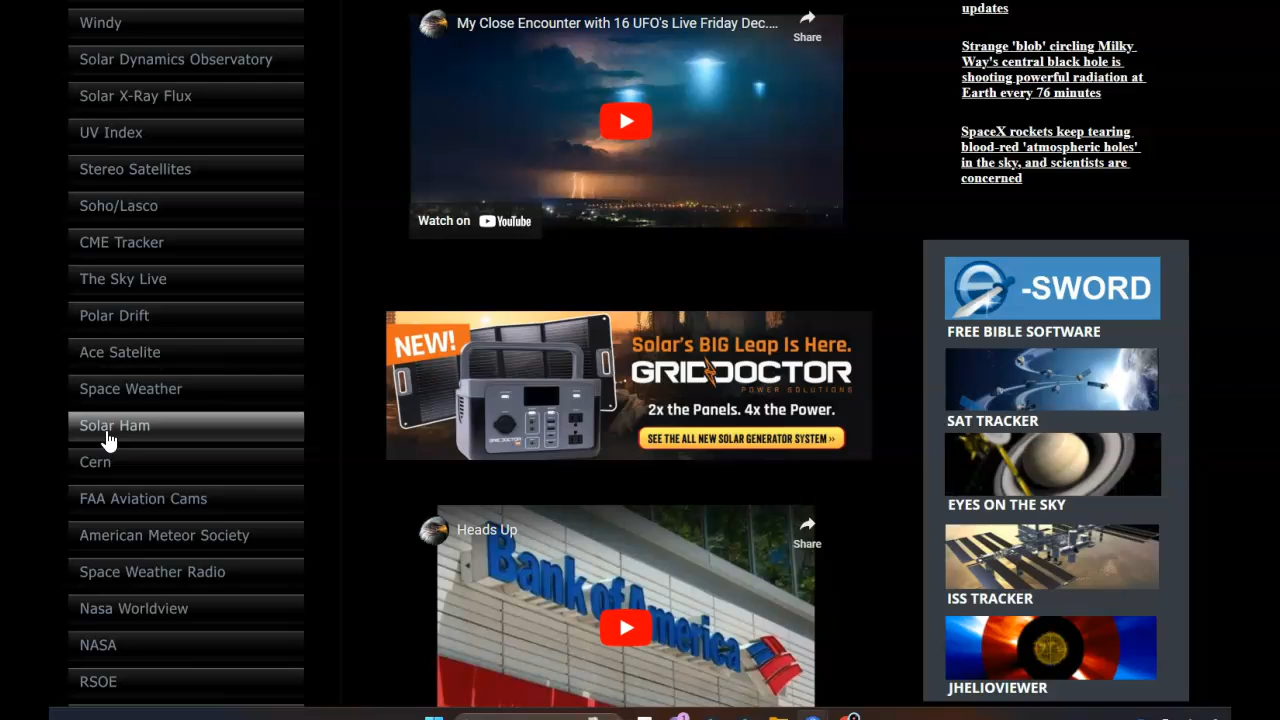 Windy
Solar Dynamics Observatory
Solar X-Ray Flux
UV Index
Stereo Satellites
Soho/Lasco
CME Tracker
The Sky Live
Polar Drift
Ace Satelite
Space Weather
Solar Ham
Cern
FAA Aviation Cams
American Meteor Society
Space Weather Radio
Nasa Worldview
NASA
RSOE
My Close Encounter with 16 UFO's Live Friday Dec....
Share
Watch on YouTube
NEW!
Solar's BIG Leap Is Here.
GRIDDOCTOR
POWER SOLUTIONS
2x the Panels. 4x the Power.
SEE THE ALL NEW SOLAR GENERATOR SYSTEM »
GRIDDOCTOR
Heads Up
Share
Bank of America
updates
Strange 'blob' circling Milky
Way's central black hole is
shooting powerful radiation at
Earth every 76 minutes
SpaceX rockets keep tearing
blood-red 'atmospheric holes'
in the sky, and scientists are
concerned
e-SWORD
FREE BIBLE SOFTWARE
SAT TRACKER
EYES ON THE SKY
ISS TRACKER
JHELIOVIEWER